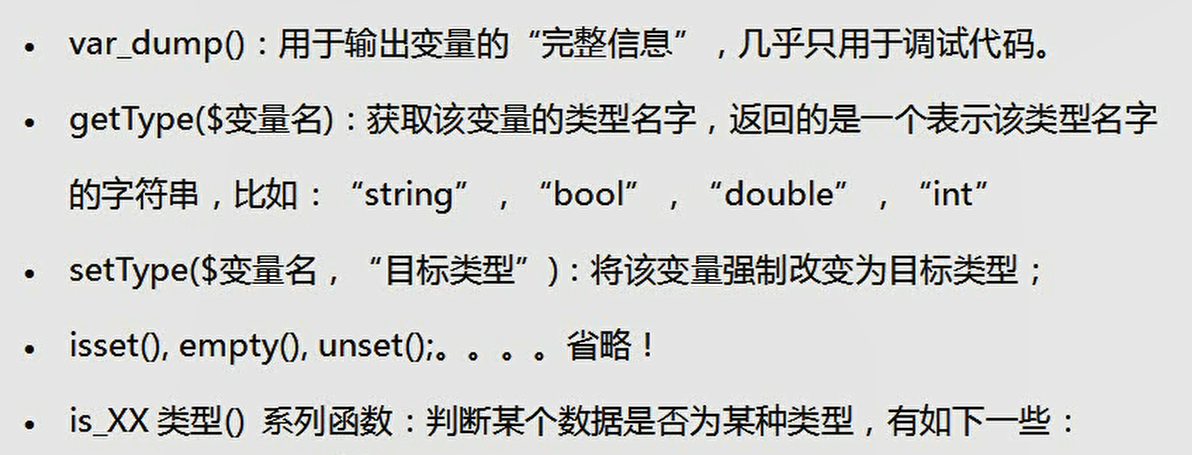 • var_dump()：用于输出变量的“完整信息”，几乎只用于调试代码。
• getType($变量名)：获取该变量的类型名字，返回的是一个表示该类型名字
的字符串，比如：“string”，“bool”，“double”，“int”
• setType($变量名，“目标类型”)：将该变量强制改变为目标类型；
• isset(), empty(), unset();。。。。省略！
• is_XX 类型() 系列函数：判断某个数据是否为某种类型，有如下一些：